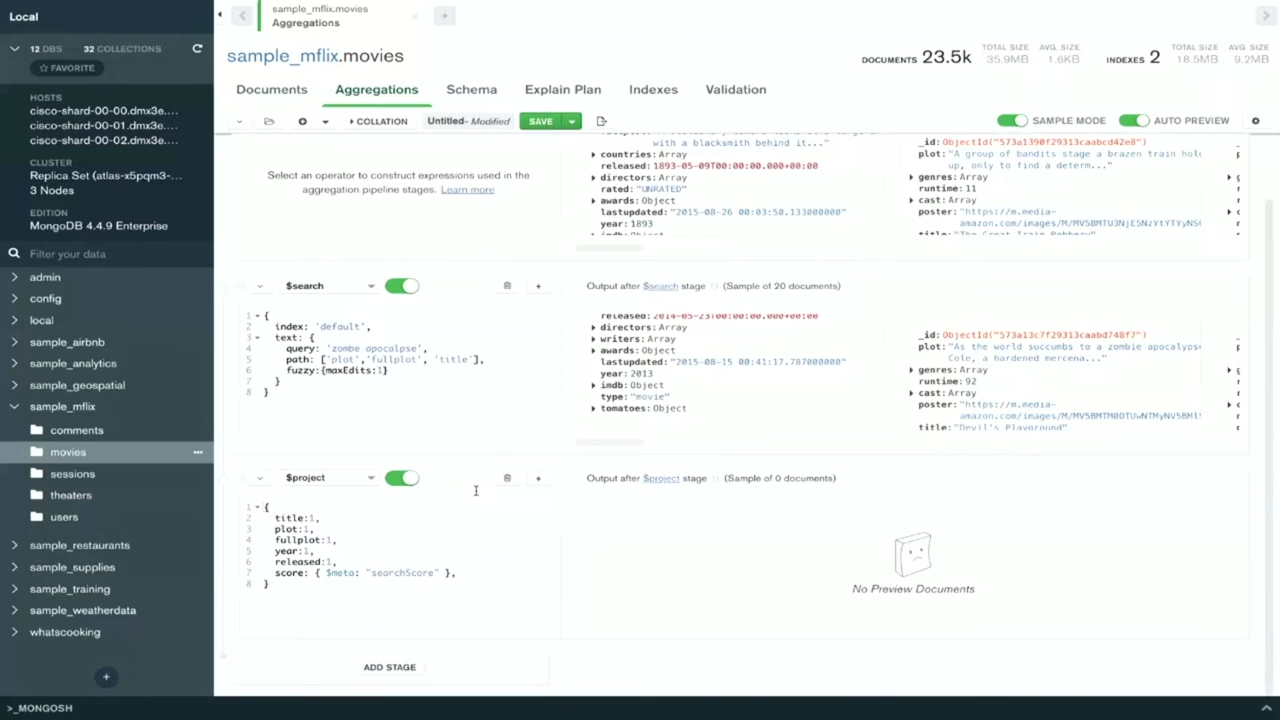 Local
12 DBS 32 COLLECTIONS
FAVORITE
HOSTS
cisco-shard-00-00.dmx3e....
cisco-shard-00-01.dmx3e....
cisco-shard-00-02.dmx3e....
CLUSTER
Replica Set (atlas-x5pqm3-...
3 Nodes
EDITION
MongoDB 4.4.9 Enterprise
Filter your data
admin
config
local
sample_airbnb
sample_analytics
sample_geospatial
sample_mflix
comments
movies
sessions
theaters
users
sample_restaurants
sample_supplies
sample_training
sample_weatherdata
whatscooking
>_MONGOSH
sample_mflix.movies
Aggregations
sample_mflix.movies
DOCUMENTS 23.5k TOTAL SIZE 35.9MB AVG. SIZE 1.6KB INDEXES 2 TOTAL SIZE 18.5MB AVG. SIZE 9.2MB
Documents Aggregations Schema Explain Plan Indexes Validation
COLLATION Untitled- Modified SAVE SAMPLE MODE AUTO PREVIEW
Select an operator to construct expressions used in the
aggregation pipeline stages. Learn more
with a blacksmith behind it..."
countries: Array
released: 1893-05-09T00:00:00.000+00:00
directors: Array
rated: "UNRATED"
awards: Object
lastupdated: "2015-08-26 00:03:50.133000000"
year: 1893
imdb: Object
_id: ObjectId("573a1390f29313caabcd42e8")
plot: "A group of bandits stage a brazen train hol
up, only to find a determ..."
genres: Array
runtime: 11
cast: Array
poster: "https://m.media-
amazon.com/images/M/MV5BMTU3NjE5NzYtYTYyNS
title: "The Great Train Robbery"
$search
Output after $search stage (Sample of 20 documents)
1 {
2 index: 'default',
3 text: {
4 query: 'zombe apocalpse',
5 path: ['plot','fullplot', 'title'],
6 fuzzy:{maxEdits:1}
7 }
8 }
released: 2014-05-23T00:00:00.000+00:00
directors: Array
writers: Array
awards: Object
lastupdated: "2015-08-15 00:41:17.787000000"
year: 2013
imdb: Object
type: "movie"
tomatoes: Object
_id: ObjectId("573a13c7f29313caabd748f7")
plot: "As the world succumbs to a zombie apocalyps
Cole, a hardened mercena..."
genres: Array
runtime: 92
cast: Array
poster: "https://m.media-
title: "Devil's Playground"
$project
Output after $project stage (Sample of 0 documents)
1 {
2 title:1,
3 plot:1,
4 fullplot:1,
5 year:1,
6 released:1,
7 score: { $meta: "searchScore" },
8 }
No Preview Documents
ADD STAGE